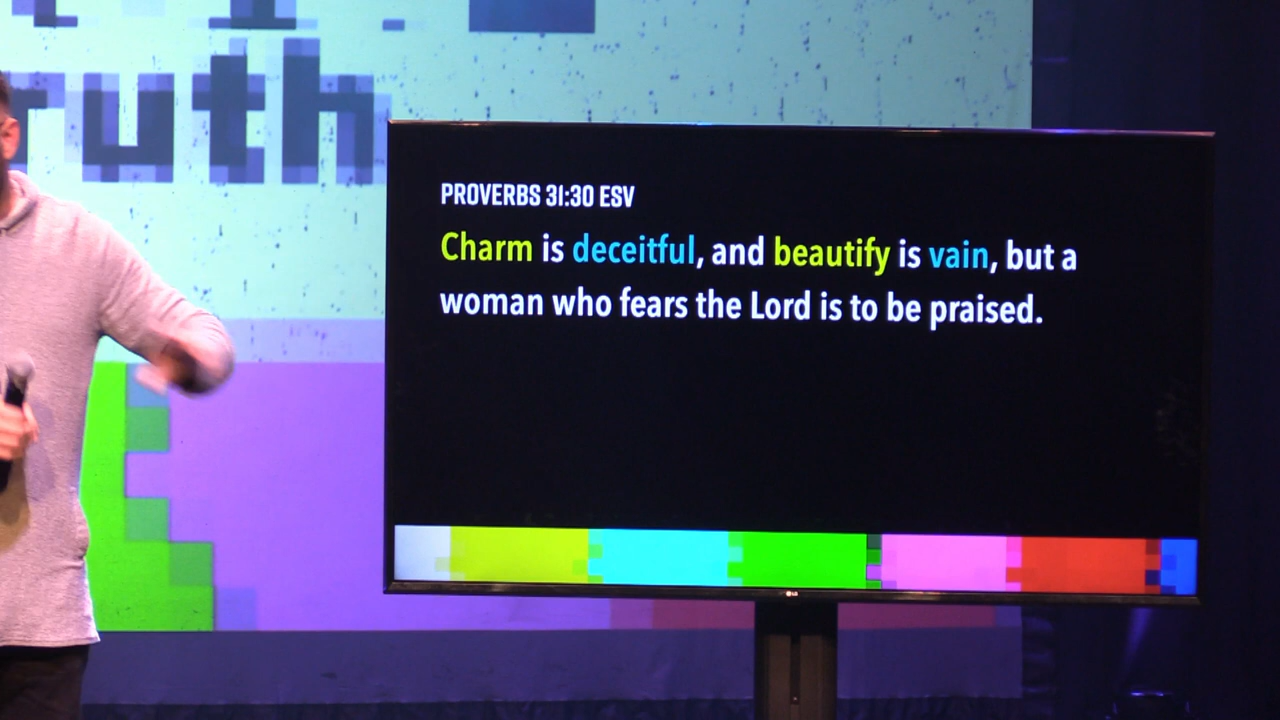 ruth
PROVERBS 31:30 ESV
Charm is deceitful, and beautify is vain, but a
woman who fears the Lord is to be praised.
LG